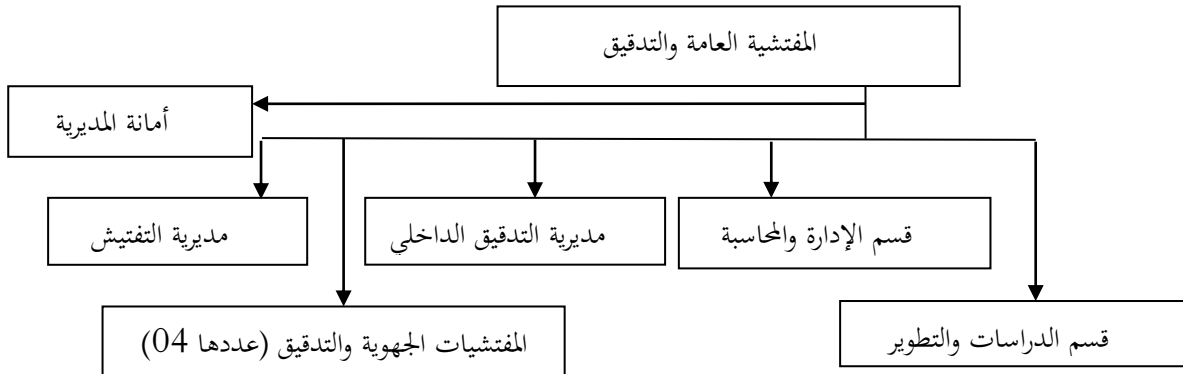 المفتشية العامة والتدقيق
أمانة المديرية
قسم الإدارة والمحاسبة
مديرية التدقيق الداخلي
مديرية التفتيش
قسم الدراسات والتطوير
المفتشيات الجهوية والتدقيق (عددها 04)